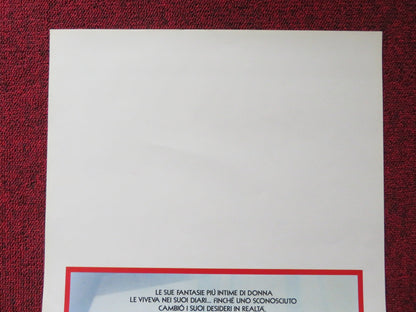 LE SUE FANTASIE PIÙ INTIME DI DONNA
LE VIVEVA NEI SUOI DIARI... FINCHÉ UNO SCONOSCIUTO
CAMBIÒ I SUOI DESIDERI IN REALTÀ.